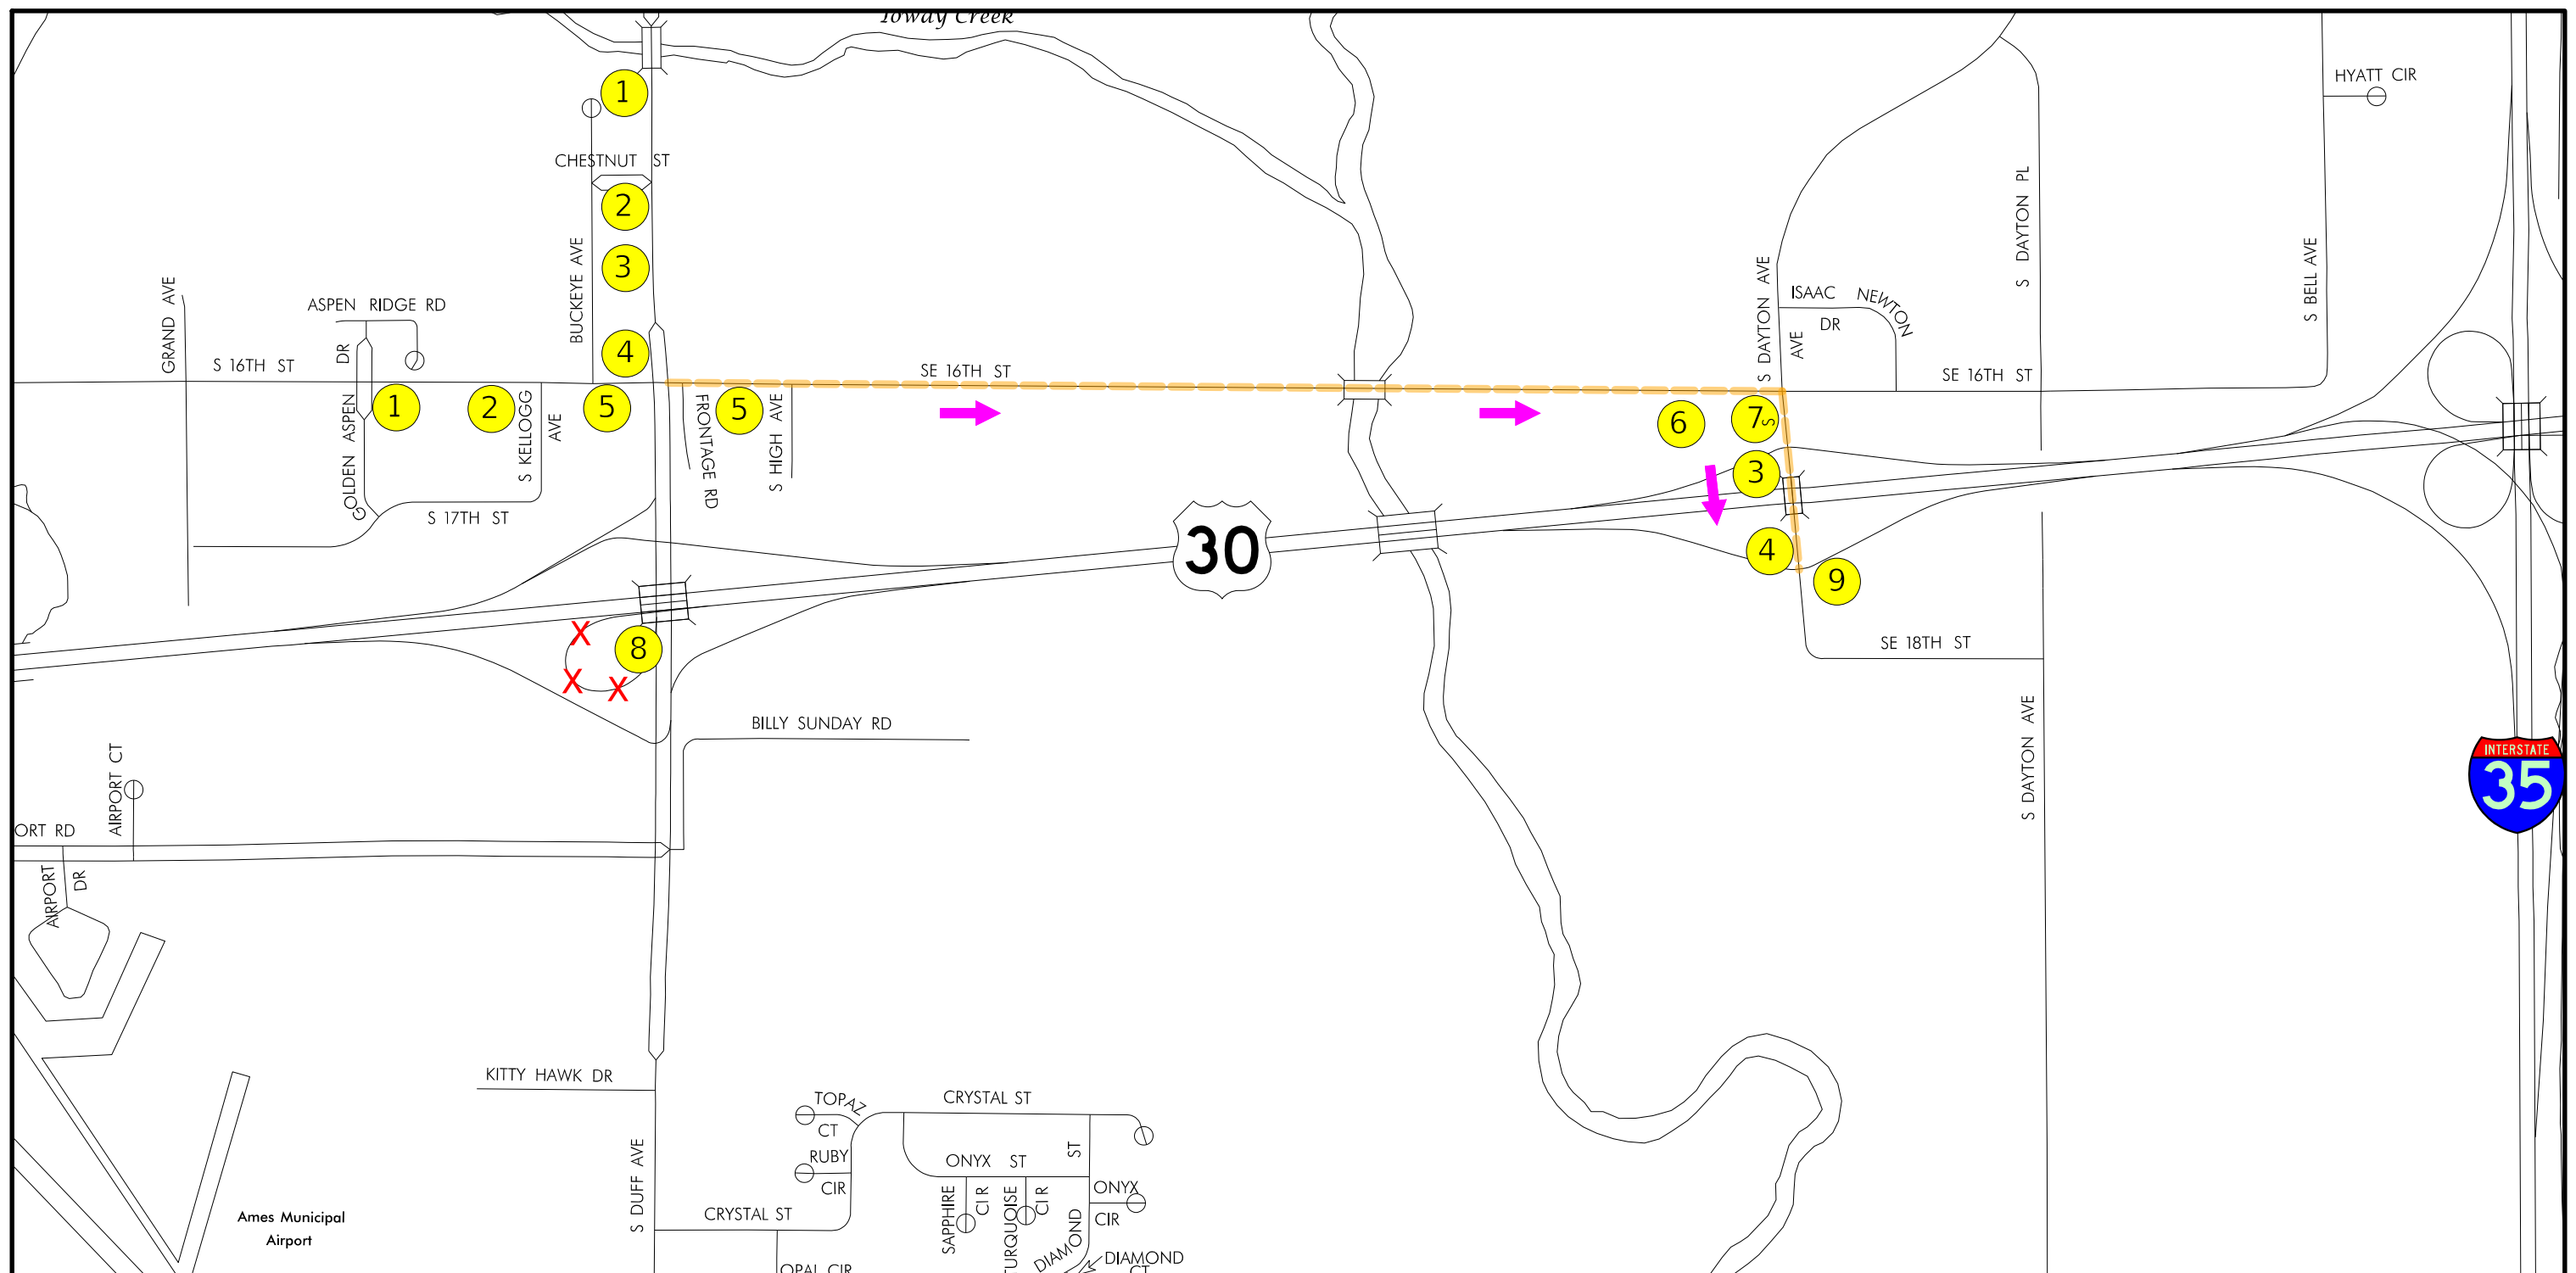 Ioway Creek
HYATT CIR
1
CHESTNUT ST
2
BUCKEYE AVE
3
S DAYTON PL
S BELL AVE
GRAND AVE
ASPEN RIDGE RD
S DAYTON AVE
ISAAC NEWTON
DR
AVE
4
S 16TH ST
DR
SE 16TH ST
SE 16TH ST
1
2
S KELLOGG
AVE
5
FRONTAGE RD
5
S HIGH AVE
6
7
S
GOLDEN ASPEN
3
S 17TH ST
30
4
9
X
8
X
X
SE 18TH ST
BILLY SUNDAY RD
S DAYTON AVE
INTERSTATE
35
AIRPORT CT
ORT RD
AIRPORT
DR
KITTY HAWK DR
TOPAZ
CT
CRYSTAL ST
S DUFF AVE
RUBY
CIR
ONYX ST
ST
SAPPHIRE
CIR
TURQUOISE
CIR
ONYX
CIR
CRYSTAL ST
DIAMOND
Ames Municipal
Airport
OPAL CIR
DIAMOND
CT